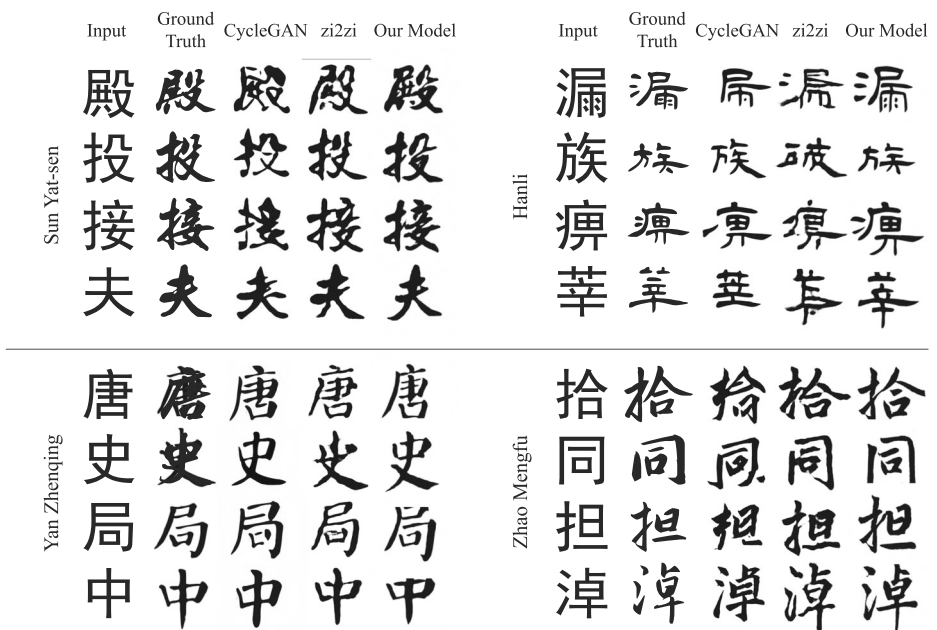 Input Ground Truth CycleGAN zi2zi Our Model
Sun Yat-sen
殿 殿 殿 殿 殿
投 投 投 投 投
接 接 接 接
夫 夫 夫 夫 夫
Input Ground Truth CycleGAN zi2zi Our Model
Hanli
漏 漏 漏
族 族 族 族
痹 痹 痹
莘 莘 莘
Yan Zhenqing
唐 唐 唐 唐 唐
史 史 史 史
局 局 局 局 局
中 中 中 中 中
Zhao Mengfu
拾 拾 拾 拾 拾
同 同 同 同 同
担 担 担 担 担
淖 淖 淖 淖 淖